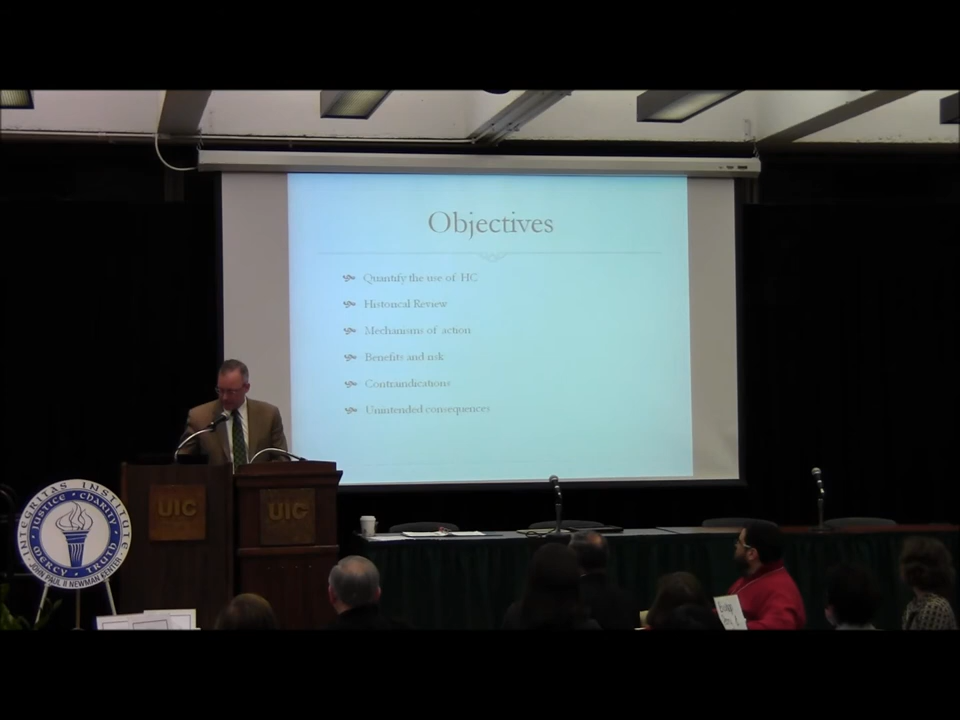 Objectives
Quantify the use of HC
Historical Review
Mechanisms of action
Benefits and risk
Contraindications
Unintended consequences
UIC
UIC
INTEGRITAS INSTITUTE
JUSTICE CHARITY
MERCY TRUTH
JOHN PAUL II NEWMAN CENTER